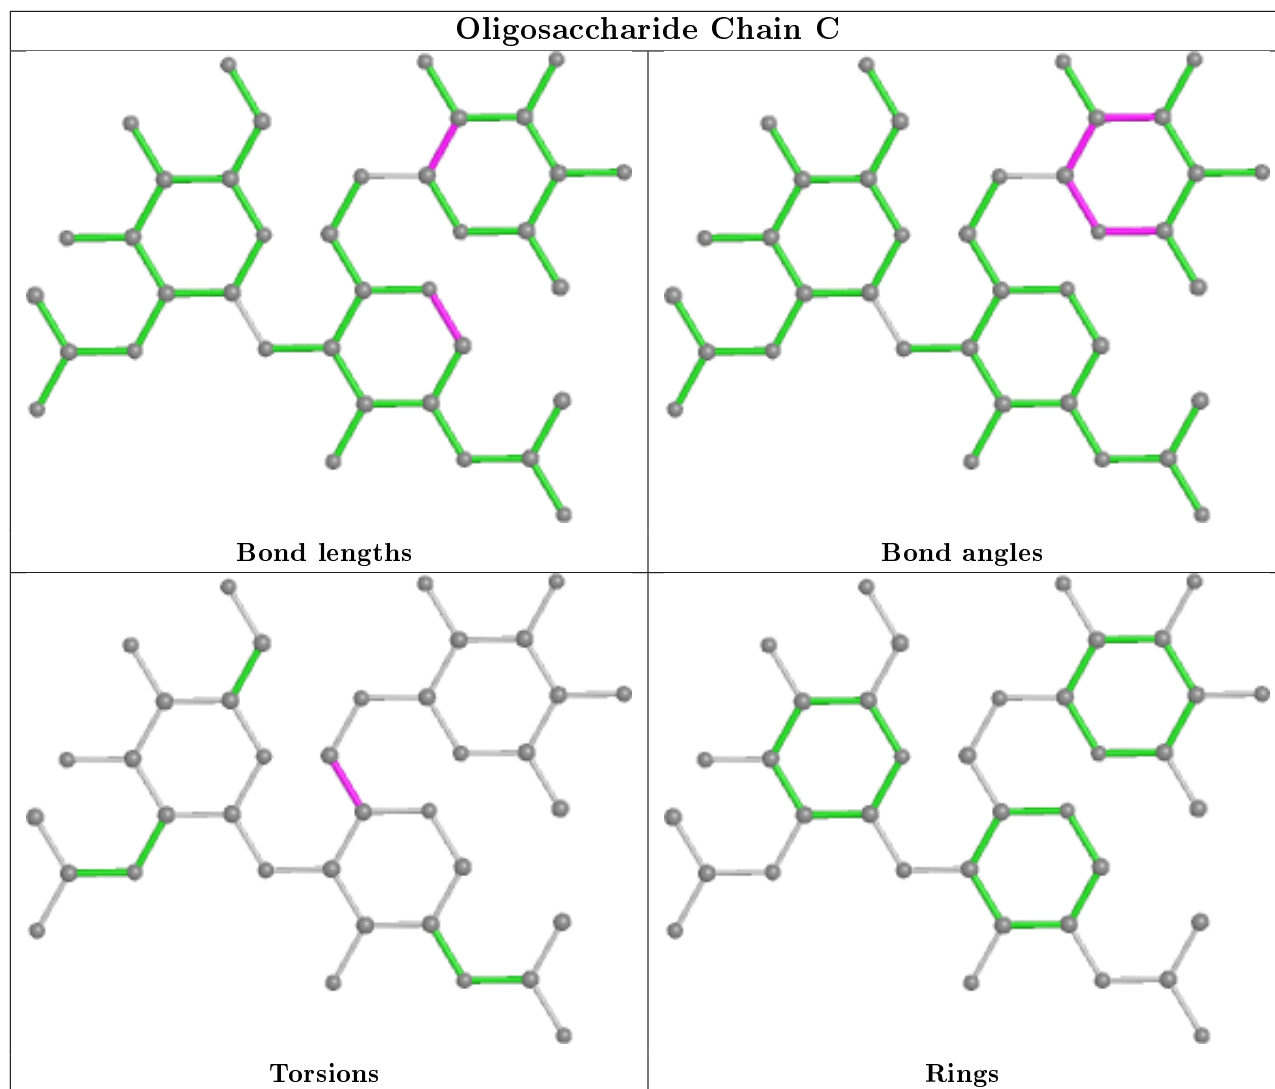 Oligosaccharide Chain C
Bond lengths
Bond angles
Torsions
Rings